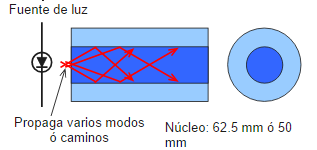 Fuente de luz
Propaga varios modos
ó caminos
Núcleo: 62.5 mm ó 50
mm